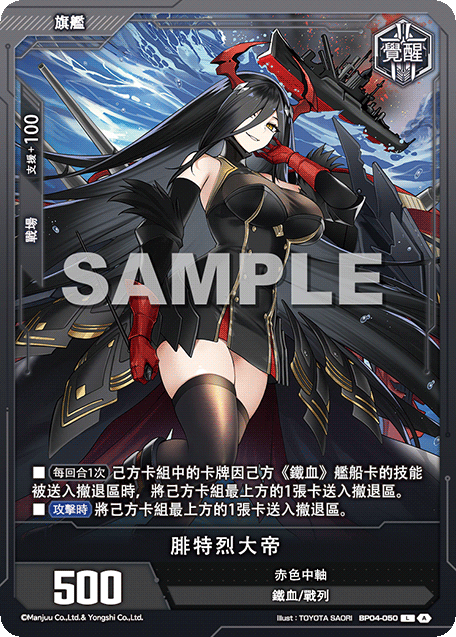 旗艦
覺醒
支援+100
戰場
SAMPLE
■ 每回合1次 己方卡組中的卡牌因己方《鐵血》艦船卡的技能
被送入撤退區時，將己方卡組最上方的1張卡送入撤退區。
■ 攻擊時 將己方卡組最上方的1張卡送入撤退區。
腓特烈大帝
500
赤色中軸
鐵血/戰列
©Manjuu Co.,Ltd.& Yongshi Co.,Ltd. Illust : TOYOTA SAORI BP04-050 L A